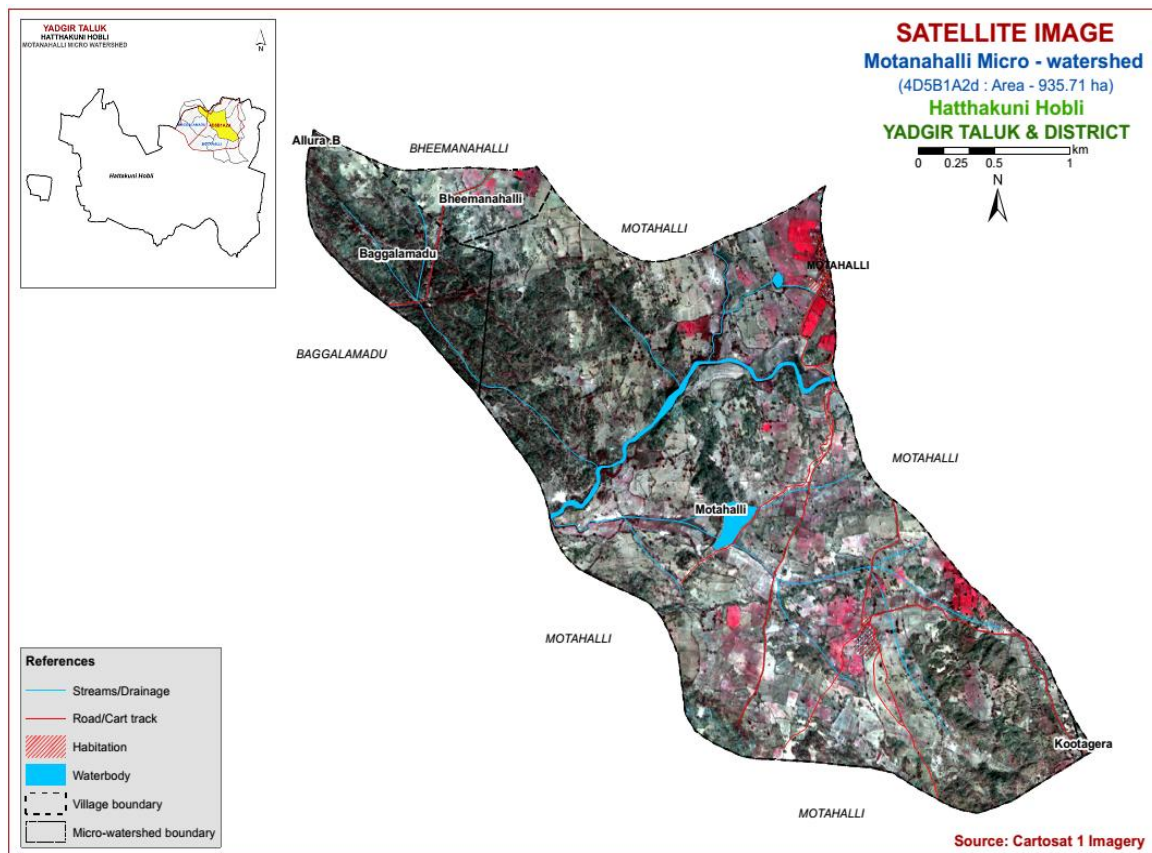 YADGIR TALUK
HATTHAKUNI HOBLI
MOTANAHALLI MICRO WATERSHED
N
Hattakuni Hobli
SATELLITE IMAGE
Motanahalli Micro - watershed
(4D5B1A2d : Area - 935.71 ha)
Hatthakuni Hobli
YADGIR TALUK & DISTRICT
km
0 0.25 0.5 1
N
Allura.B
BHEEMANAHALLI
Bheemanahalli
MOTAHALLI
Baggalamadu
MOTAHALLI
BAGGALAMADU
MOTAHALLI
Motahalli
MOTAHALLI
Kootagera
MOTAHALLI
References
Streams/Drainage
Road/Cart track
Habitation
Waterbody
Village boundary
Micro-watershed boundary
Source: Cartosat 1 Imagery